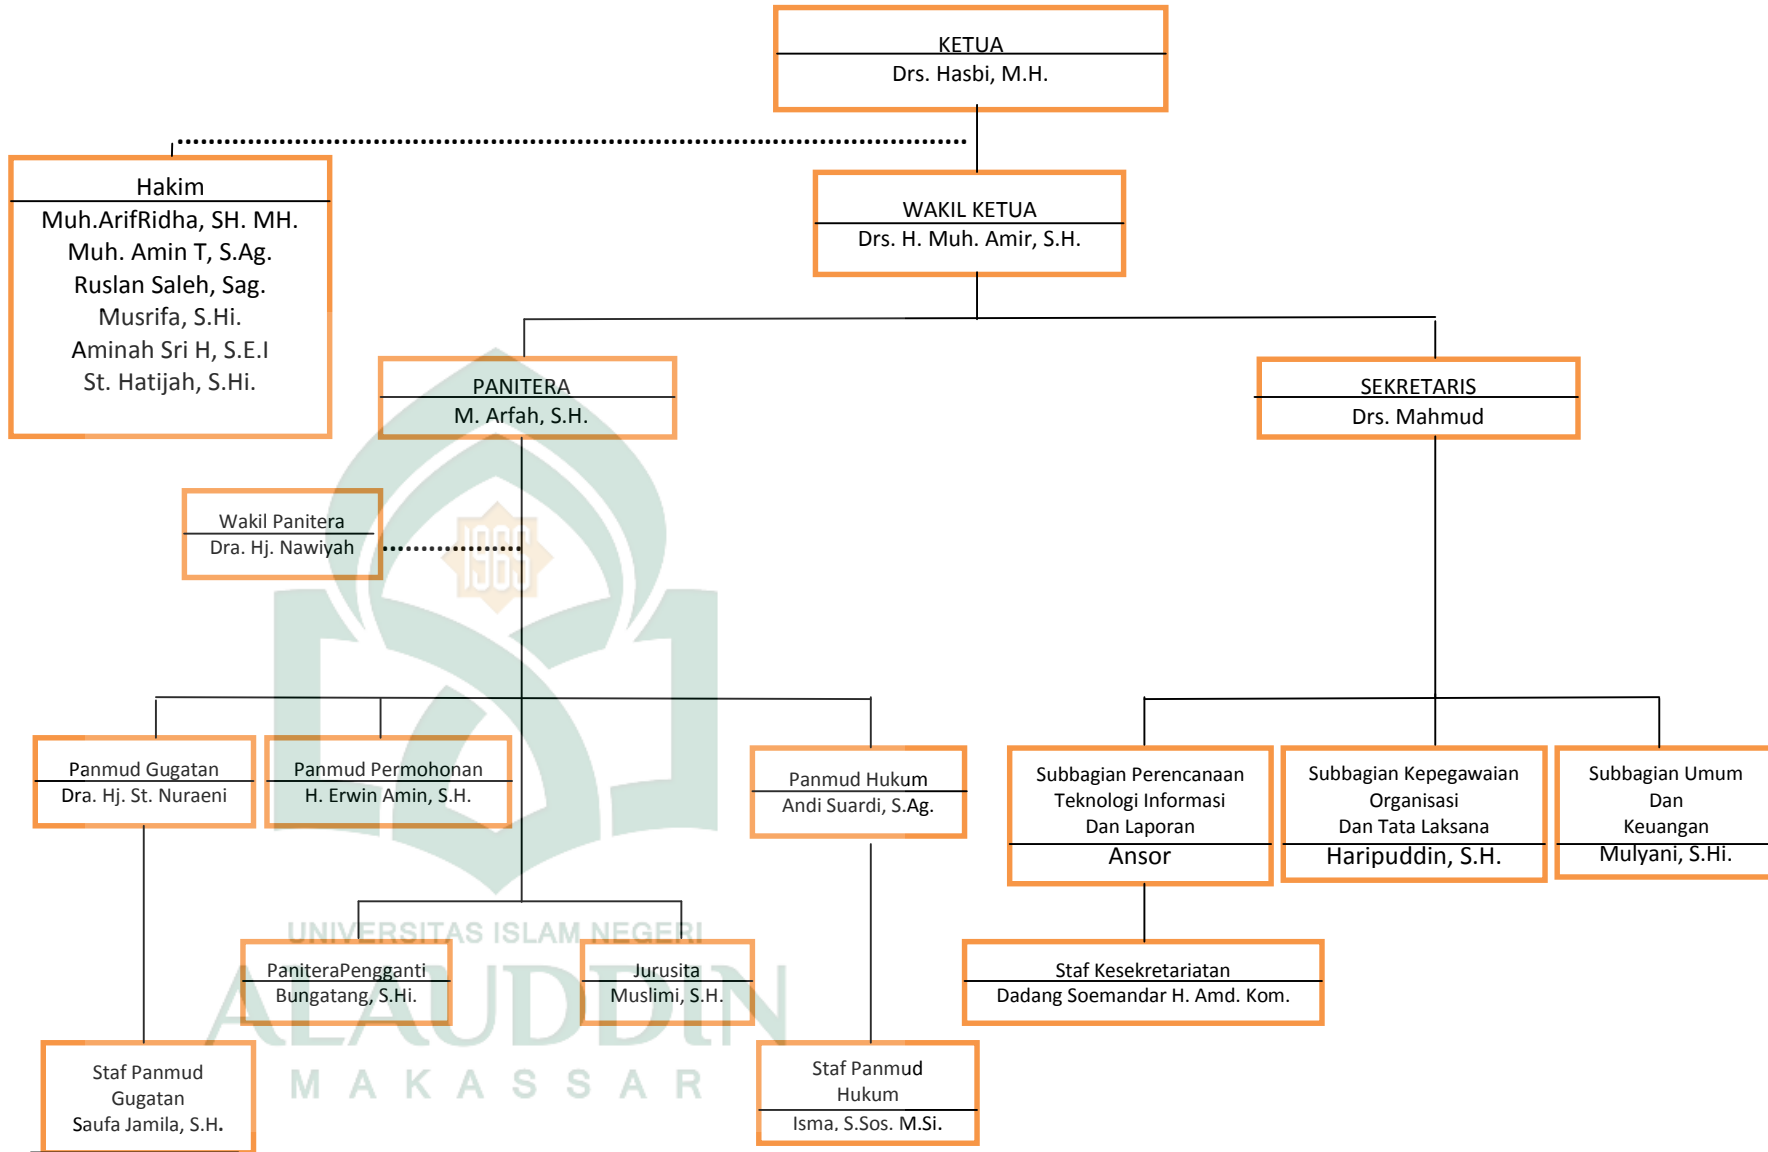 KETUA
Drs. Hasbi, M.H.
Hakim
Muh.ArifRidha, SH. MH.
Muh. Amin T, S.Ag.
Ruslan Saleh, Sag.
Musrifa, S.Hi.
Aminah Sri H, S.E.I
St. Hatijah, S.Hi.
WAKIL KETUA
Drs. H. Muh. Amir, S.H.
PANITERA
M. Arfah, S.H.
SEKRETARIS
Drs. Mahmud
Wakil Panitera
Dra. Hj. Nawiyah
1965
Panmud Gugatan
Dra. Hj. St. Nuraeni
Panmud Permohonan
H. Erwin Amin, S.H.
Panmud Hukum
Andi Suardi, S.Ag.
Subbagian Perencanaan
Teknologi Informasi
Dan Laporan
Ansor
Subbagian Kepegawaian
Organisasi
Dan Tata Laksana
Haripuddin, S.H.
Subbagian Umum
Dan
Keuangan
Mulyani, S.Hi.
UNIVERSITAS ISLAM NEGERI
ALAUDDIN
MAKASSAR
PaniteraPengganti
Bungatang, S.Hi.
Jurusita
Muslimi, S.H.
Staf Kesekretariatan
Dadang Soemandar H. Amd. Kom.
Staf Panmud
Gugatan
Saufa Jamila, S.H.
Staf Panmud
Hukum
Isma, S.Sos. M.Si.